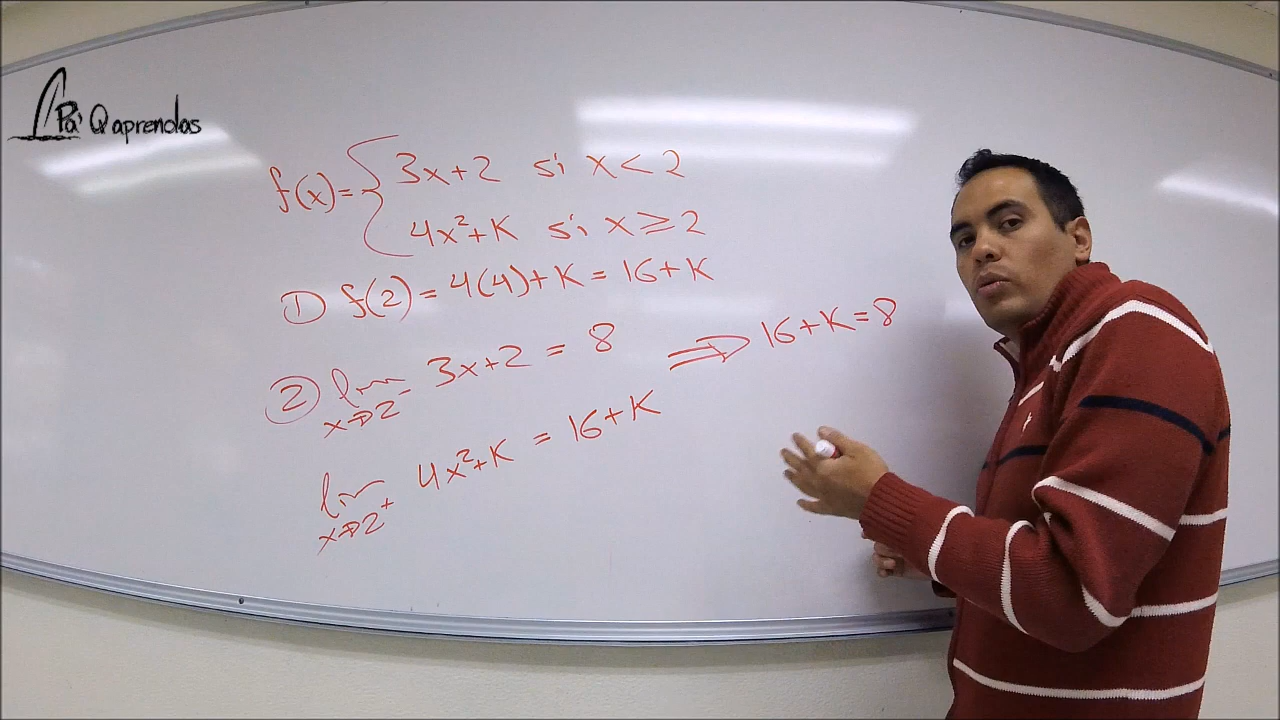 Pa' Q aprendas
f(x) = { 3x+2 si x < 2
4x²+K si x ≥ 2
① f(2) = 4(4)+K = 16+K
② lim x→2⁻ 3x+2 = 8 ⇒ 16+K=8
lim x→2⁺ 4x²+K = 16+K